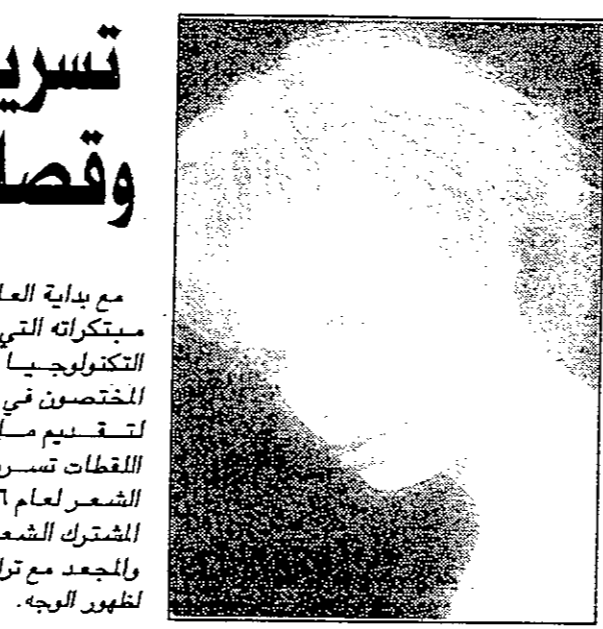 تسري
وقصا
مع بداية العا
مبتكراته التي
التكنولوجيا
المختصون في
لتقديم ما
اللقطات تسر
الشعر لعام ٦
المشترك الشعـ
والمجعد مع ترا
لظهور الوجه.